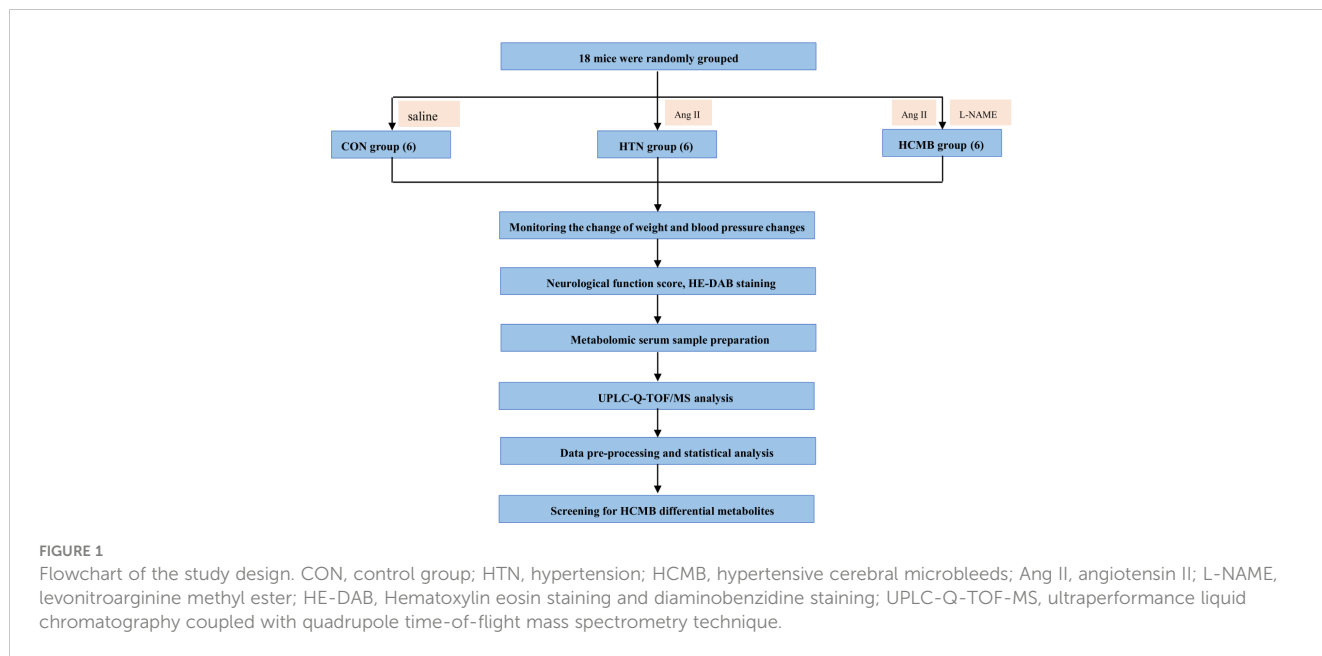 18 mice were randomly grouped
saline
Ang II
Ang II
L-NAME
CON group (6)
HTN group (6)
HCMB group (6)
Monitoring the change of weight and blood pressure changes
Neurological function score, HE-DAB staining
Metabolomic serum sample preparation
UPLC-Q-TOF/MS analysis
Data pre-processing and statistical analysis
Screening for HCMB differential metabolites
FIGURE 1
Flowchart of the study design. CON, control group; HTN, hypertension; HCMB, hypertensive cerebral microbleeds; Ang II, angiotensin II; L-NAME,
levonitroarginine methyl ester; HE-DAB, Hematoxylin eosin staining and diaminobenzidine staining; UPLC-Q-TOF-MS, ultraperformance liquid
chromatography coupled with quadrupole time-of-flight mass spectrometry technique.